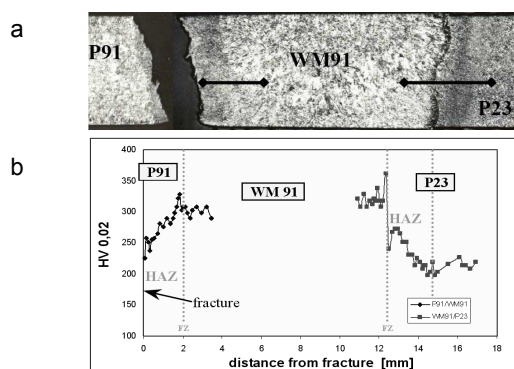 a
P91
WM91
P23
b
HV 0,02
400
350
300
250
200
150
100
P91
WM 91
P23
HAZ
HAZ
fracture
FZ
FZ
P91/WM91
WM91/P23
0
2
4
6
8
10
12
14
16
18
distance from fracture [mm]